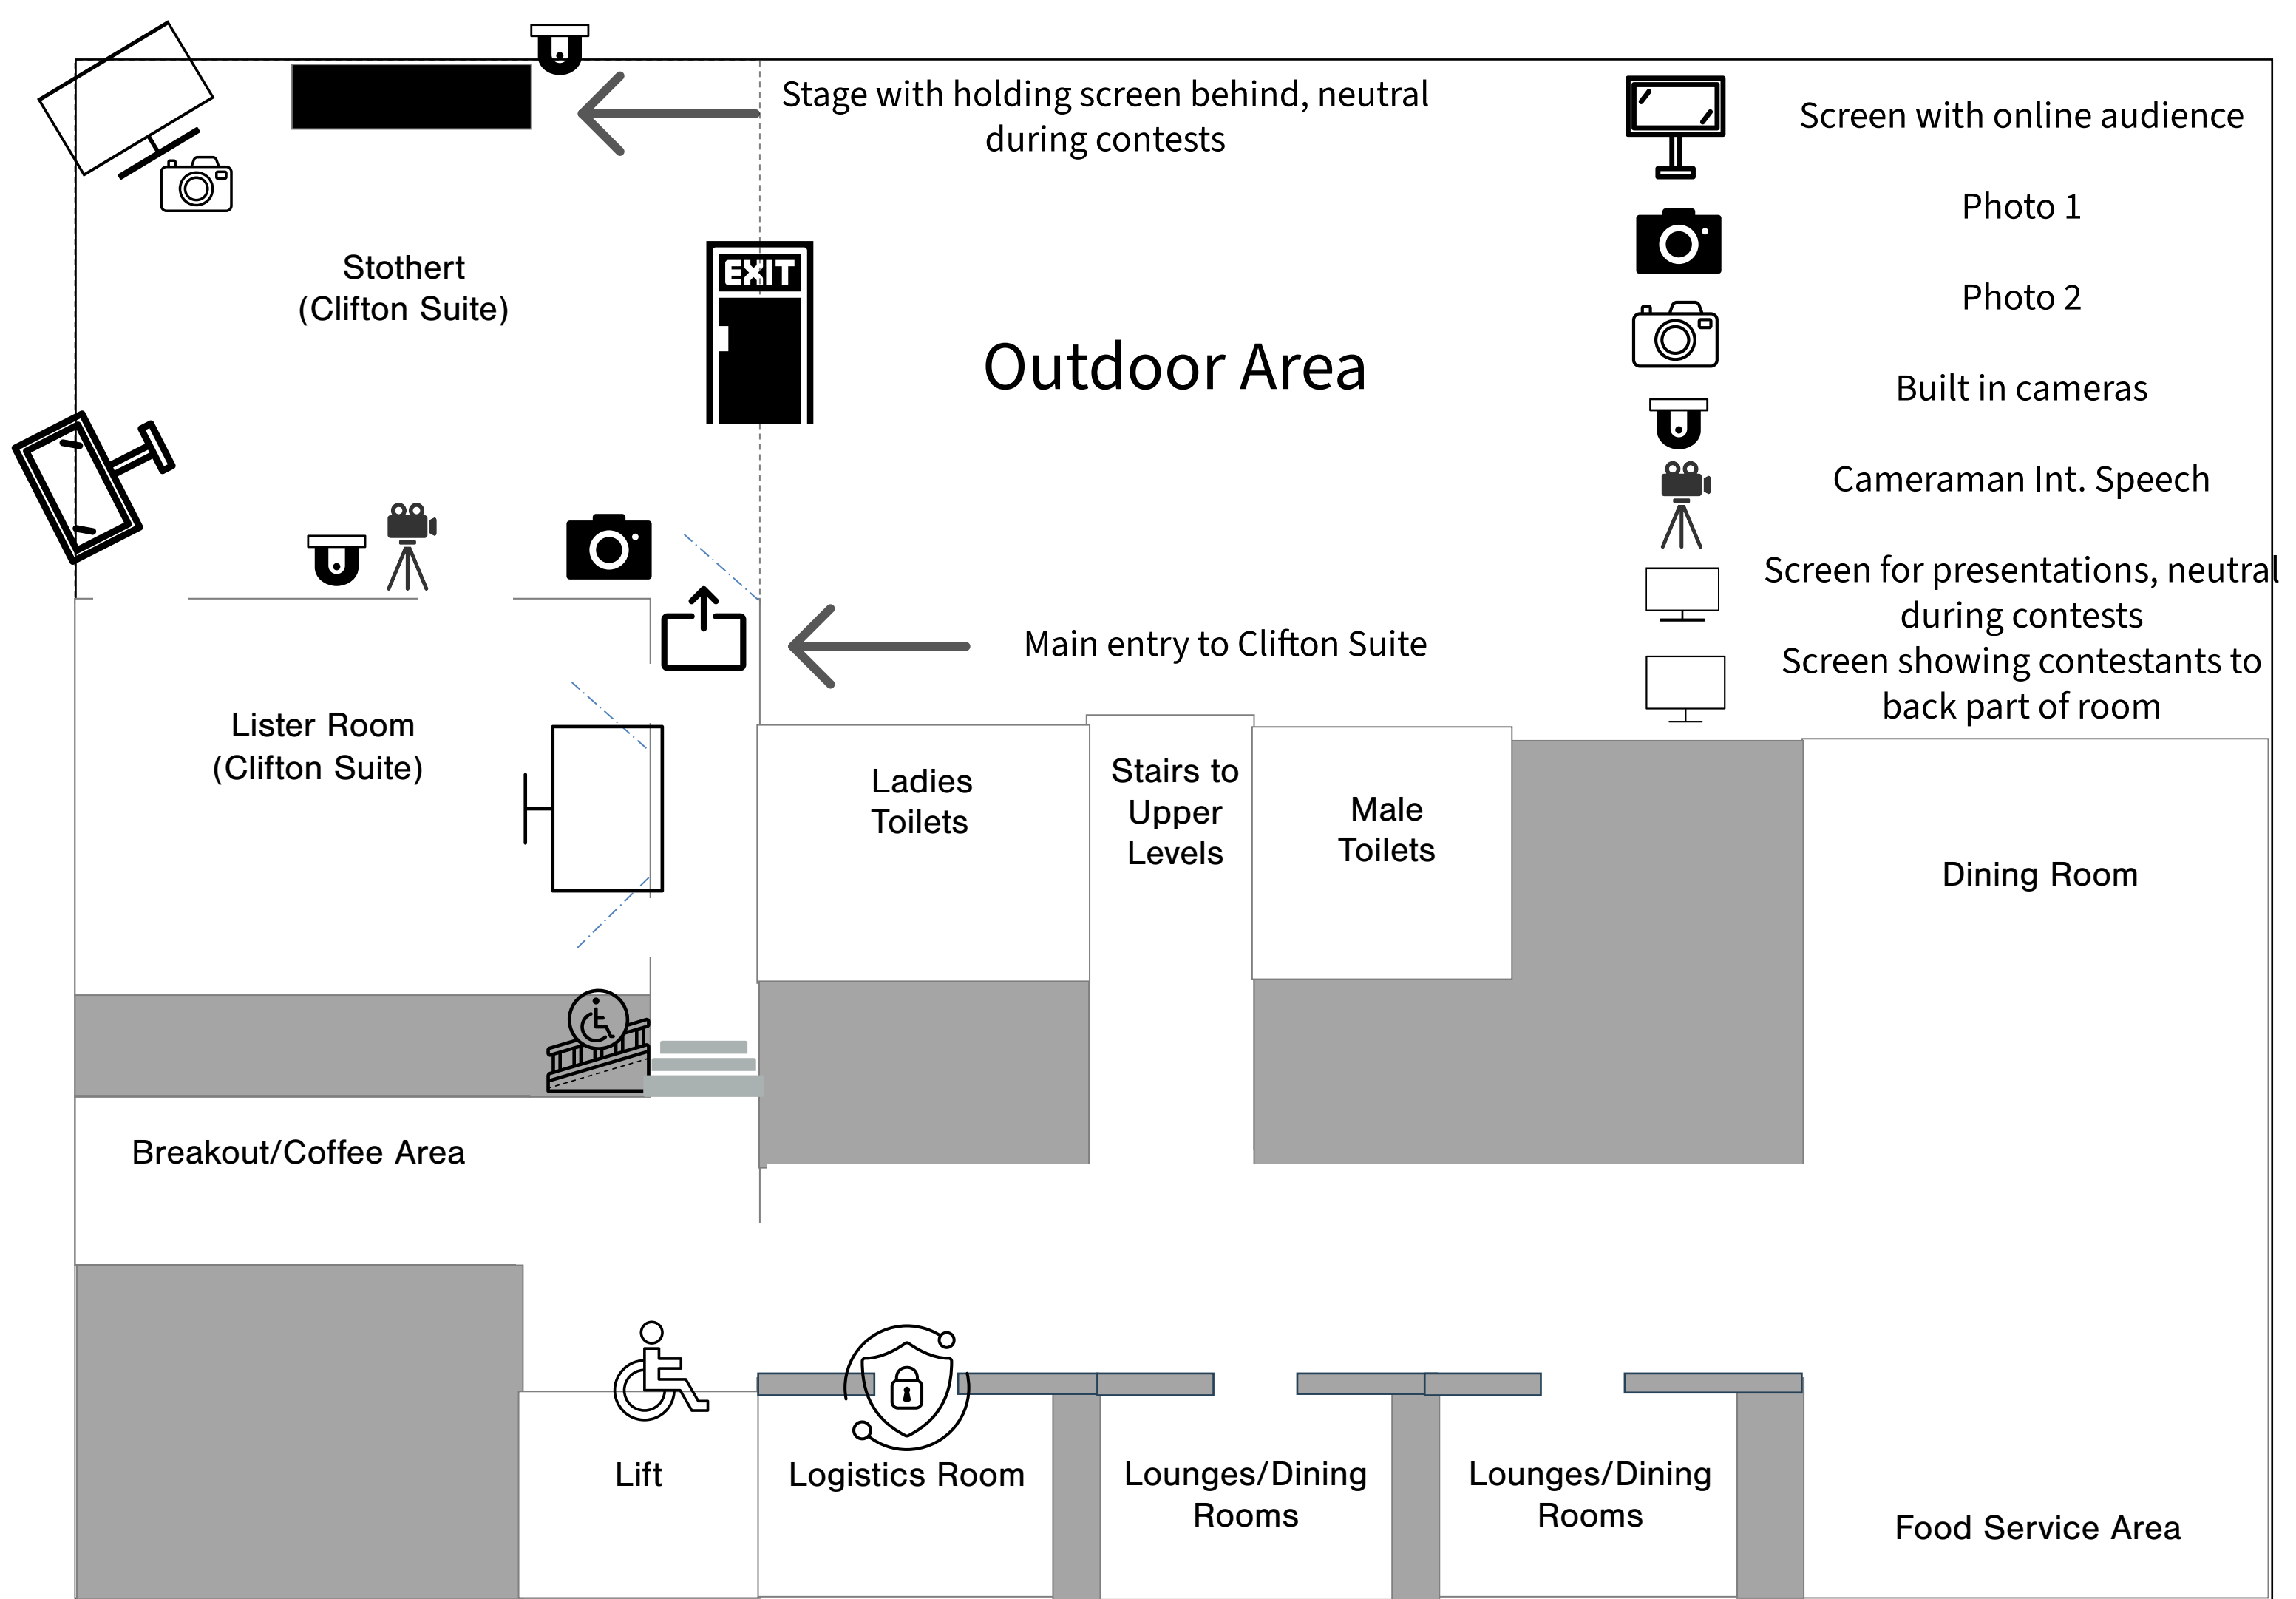 Stage with holding screen behind, neutral
during contests
Screen with online audience
Photo 1
Photo 2
Built in cameras
Cameraman Int. Speech
Screen for presentations, neutral
during contests
Screen showing contestants to
back part of room
Stothert
(Clifton Suite)
EXIT
Outdoor Area
Main entry to Clifton Suite
Lister Room
(Clifton Suite)
Ladies
Toilets
Stairs to
Upper
Levels
Male
Toilets
Dining Room
Breakout/Coffee Area
Lift
Logistics Room
Lounges/Dining
Rooms
Lounges/Dining
Rooms
Food Service Area